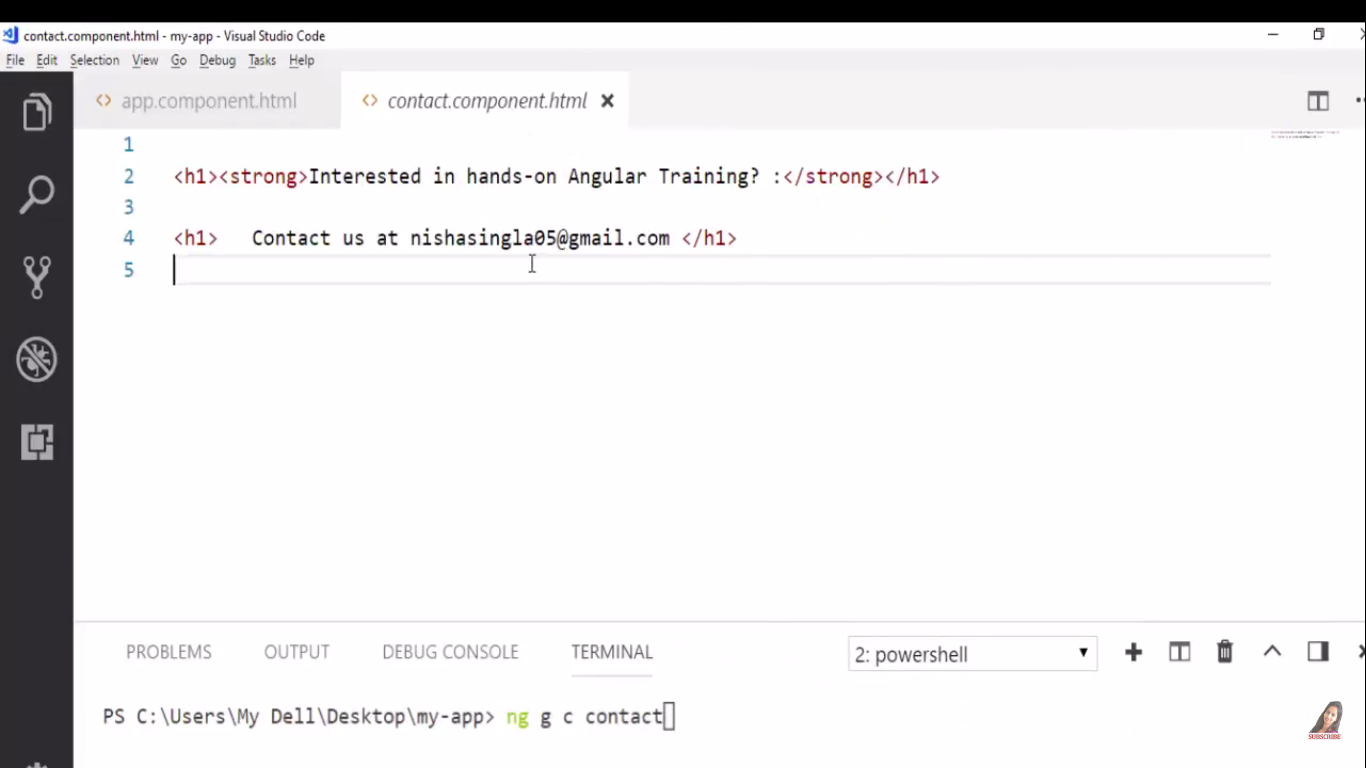 contact.component.html - my-app - Visual Studio Code
File Edit Selection View Go Debug Tasks Help
app.component.html contact.component.html
1
2 <h1><strong>Interested in hands-on Angular Training? :</strong></h1>
3
4 <h1>   Contact us at nishasingla05@gmail.com </h1>
5
PROBLEMS OUTPUT DEBUG CONSOLE TERMINAL 2: powershell
PS C:\Users\My Dell\Desktop\my-app> ng g c contact
SUBSCRIBE